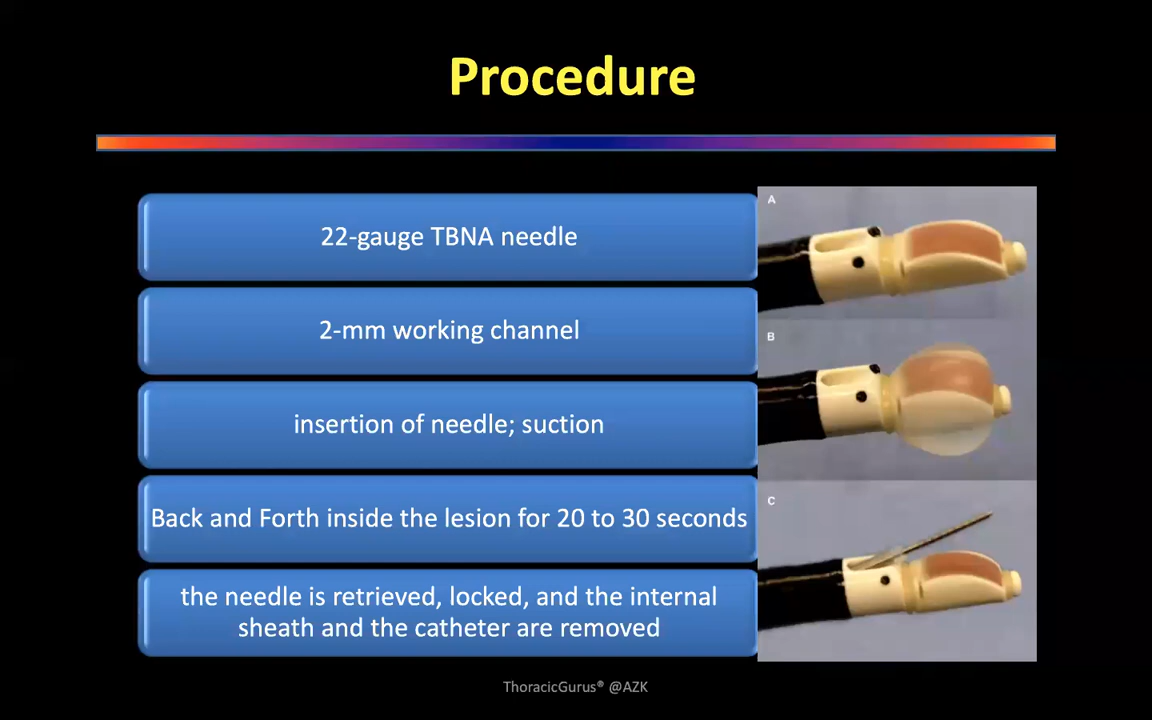 Procedure
22-gauge TBNA needle
2-mm working channel
insertion of needle; suction
Back and Forth inside the lesion for 20 to 30 seconds
the needle is retrieved, locked, and the internal
sheath and the catheter are removed
A
B
C
ThoracicGurus® @AZK